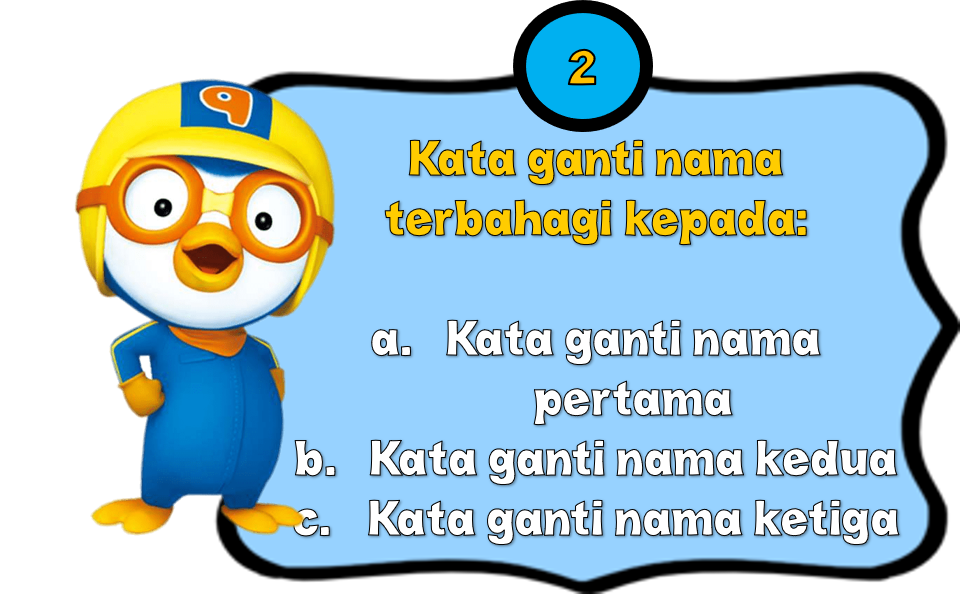 2
Kata ganti nama
terbahagi kepada:
a. Kata ganti nama
pertama
b. Kata ganti nama kedua
c. Kata ganti nama ketiga